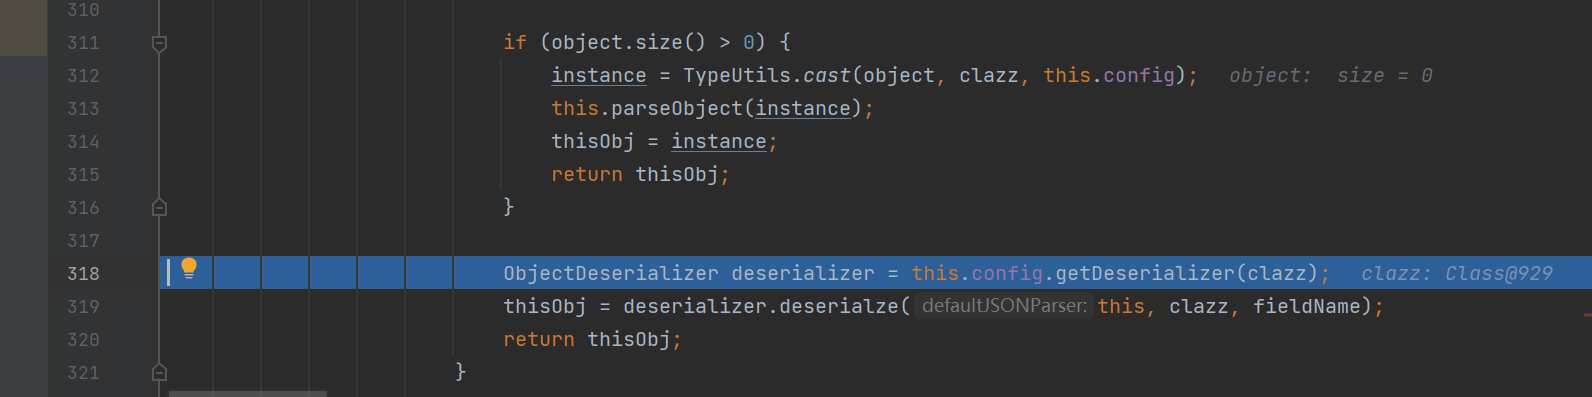 310
311 if (object.size() > 0) {
312 instance = TypeUtils.cast(object, clazz, this.config); object: size = 0
313 this.parseObject(instance);
314 thisObj = instance;
315 return thisObj;
316 }
317
318 ObjectDeserializer deserializer = this.config.getDeserializer(clazz); clazz: Class@929
319 thisObj = deserializer.deserialze( defaultJSONParser: this, clazz, fieldName);
320 return thisObj;
321 }